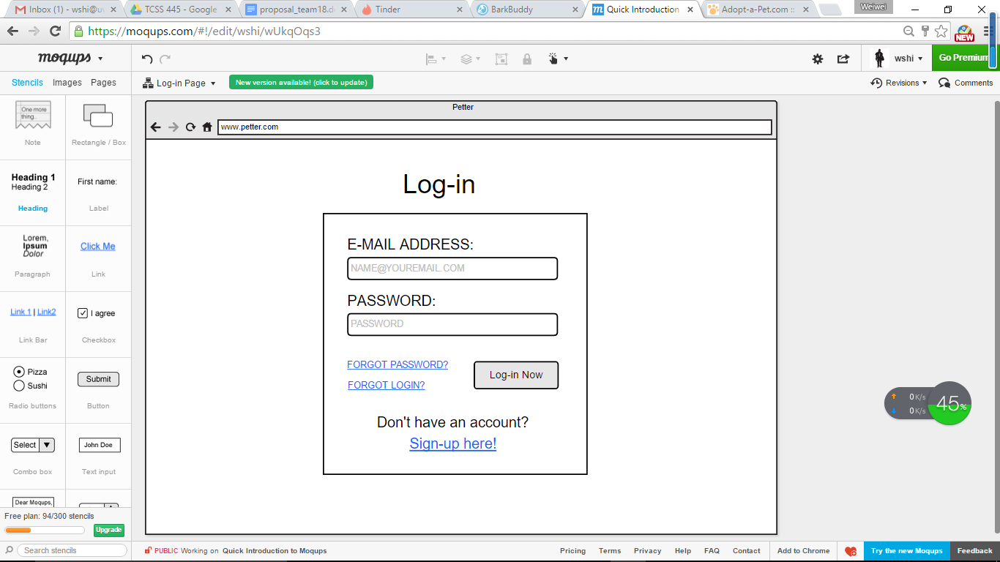 Inbox (1) - wshi@uw
TCSS 445 - Google
proposal_team18.d
Tinder
BarkBuddy
Quick Introduction
Adopt-a-Pet.com ::
Weiwei
https://moqups.com/#!/edit/wshi/wUkqOqs3
NEW
moqups
wshi
Go Premium
Stencils Images Pages
Log-in Page
New version available! (click to update)
Revisions
Comments
One more
thing..
Note
Rectangle / Box
Heading 1
Heading 2
Heading
First name:
Label
Lorem,
Ipsum
Dolor
Paragraph
Click Me
Link
Link 1 | Link2
Link Bar
I agree
Checkbox
Pizza
Sushi
Radio buttons
Submit
Button
Select
Combo box
John Doe
Text input
Dear Moqups,
Free plan: 94/300 stencils
Upgrade
Search stencils
Petter
www.petter.com
Log-in
E-MAIL ADDRESS:
NAME@YOUREMAIL.COM
PASSWORD:
PASSWORD
FORGOT PASSWORD?
FORGOT LOGIN?
Log-in Now
Don't have an account?
Sign-up here!
0K/s
0K/s
45%
PUBLIC Working on Quick Introduction to Moqups
Pricing Terms Privacy Help FAQ Contact Add to Chrome
Try the new Moqups
Feedback